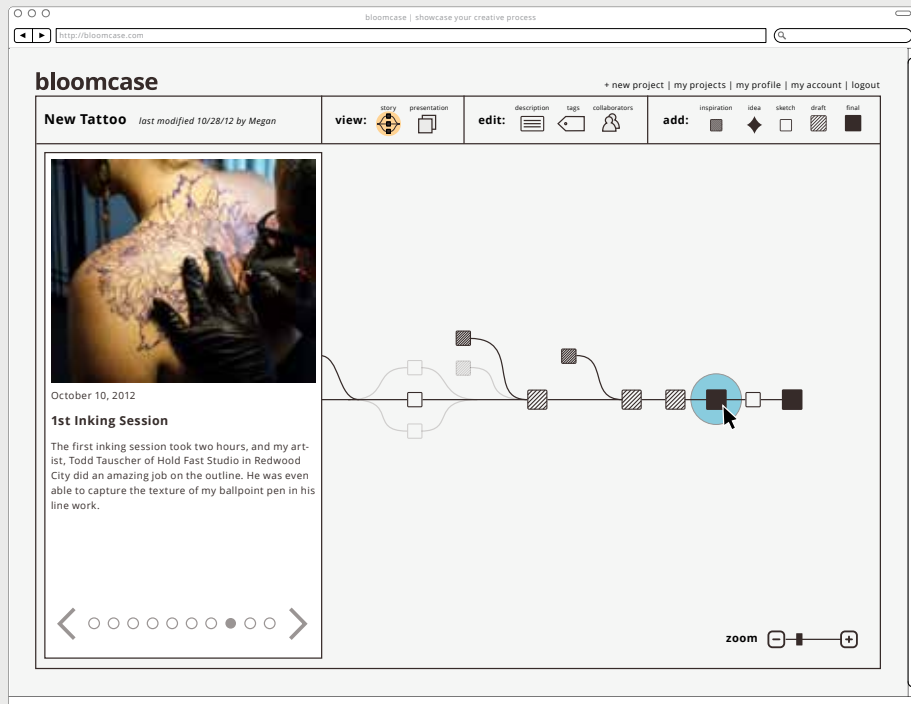 bloomcase | showcase your creative process
http://bloomcase.com
bloomcase
+ new project | my projects | my profile | my account | logout
New Tattoo last modified 10/28/12 by Megan
view: story presentation
edit: description tags collaborators
add: inspiration idea sketch draft final
October 10, 2012
1st Inking Session
The first inking session took two hours, and my art-
ist, Todd Tauscher of Hold Fast Studio in Redwood
City did an amazing job on the outline. He was even
able to capture the texture of my ballpoint pen in his
line work.
zoom